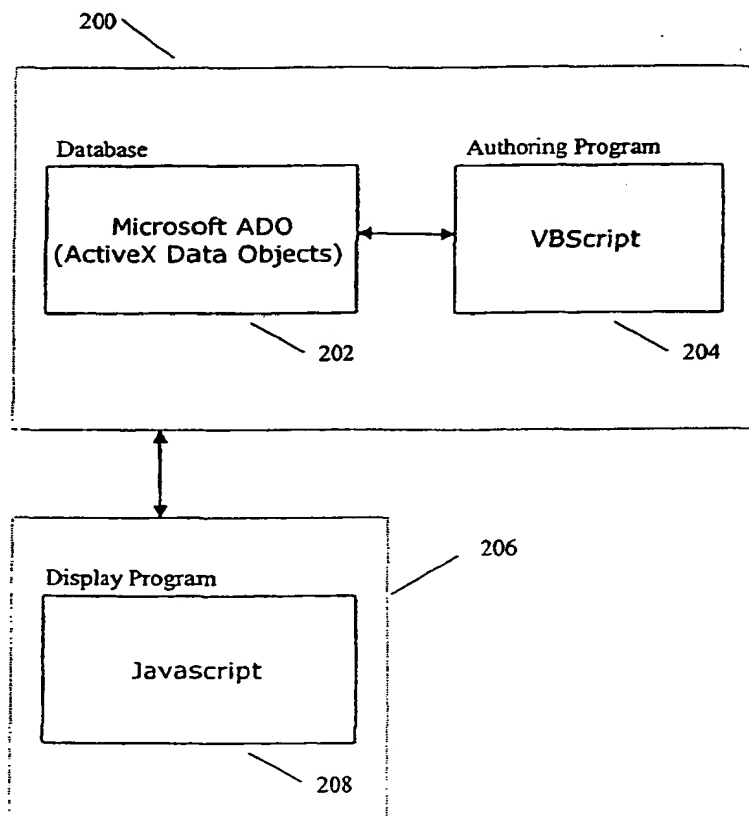 200
Database
Authoring Program
Microsoft ADO
(ActiveX Data Objects)
VBScript
202
204
206
Display Program
Javascript
208